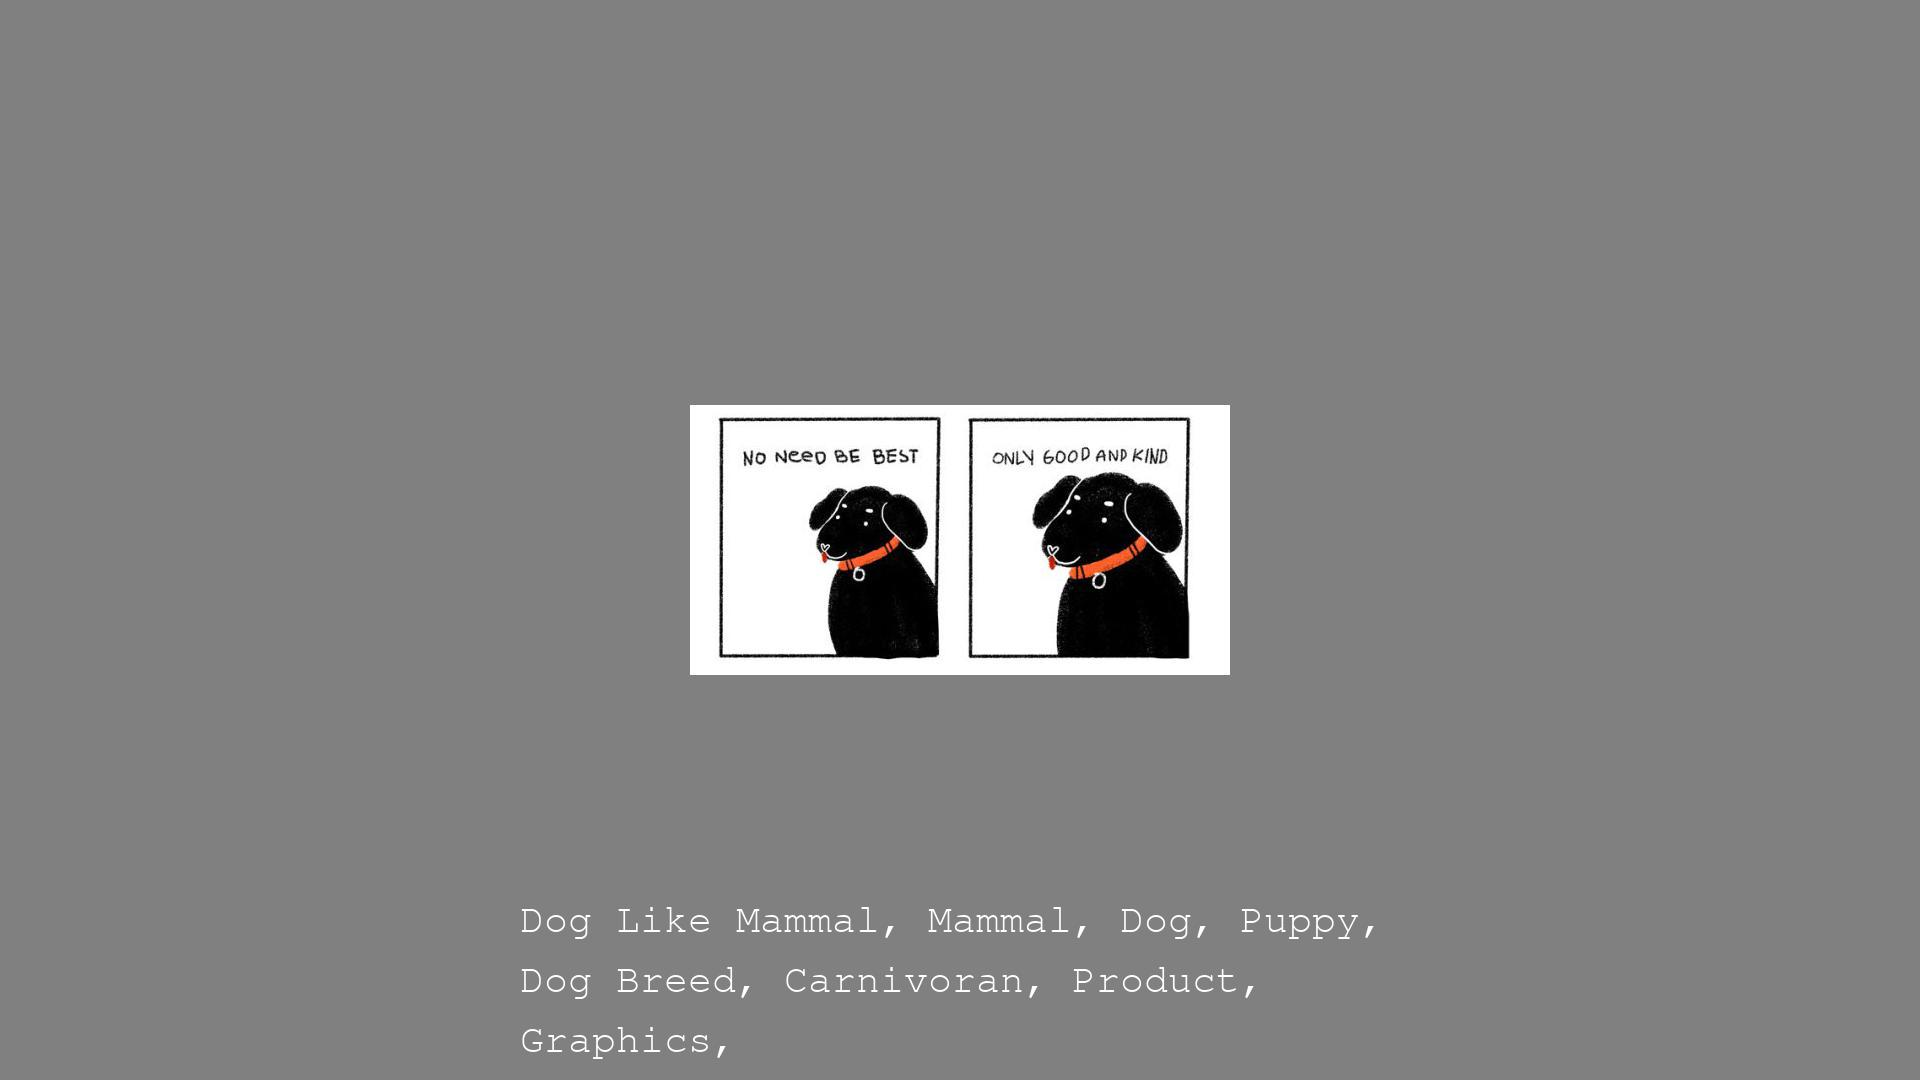 NO NeeD BE BEST
ONLY GOOD AND KIND
Dog Like Mammal, Mammal, Dog, Puppy,
Dog Breed, Carnivoran, Product,
Graphics,